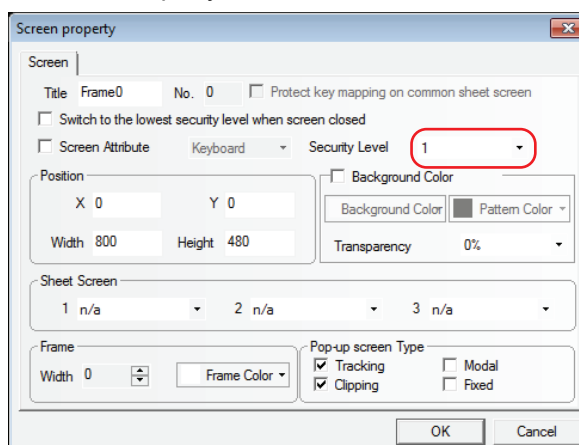 Screen property
Screen
Title Frame0 No. 0 Protect key mapping on common sheet screen
Switch to the lowest security level when screen closed
Screen Attribute Keyboard Security Level 1
Position Background Color
X 0 Y 0 Background Color Pattern Color
Width 800 Height 480 Transparency 0%
Sheet Screen
1 n/a 2 n/a 3 n/a
Frame Pop-up screen Type
Tracking Modal
Width 0 Frame Color Clipping Fixed
OK Cancel